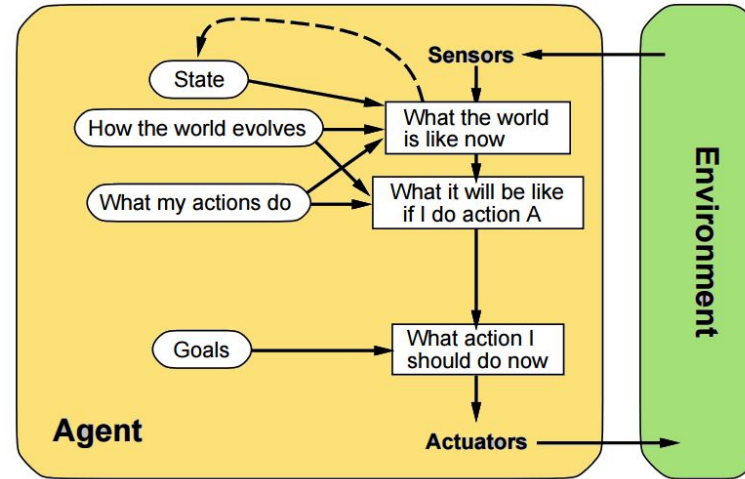 Sensors
State
What the world
is like now
How the world evolves
What it will be like
if I do action A
What my actions do
What action I
should do now
Goals
Agent
Actuators
Environment